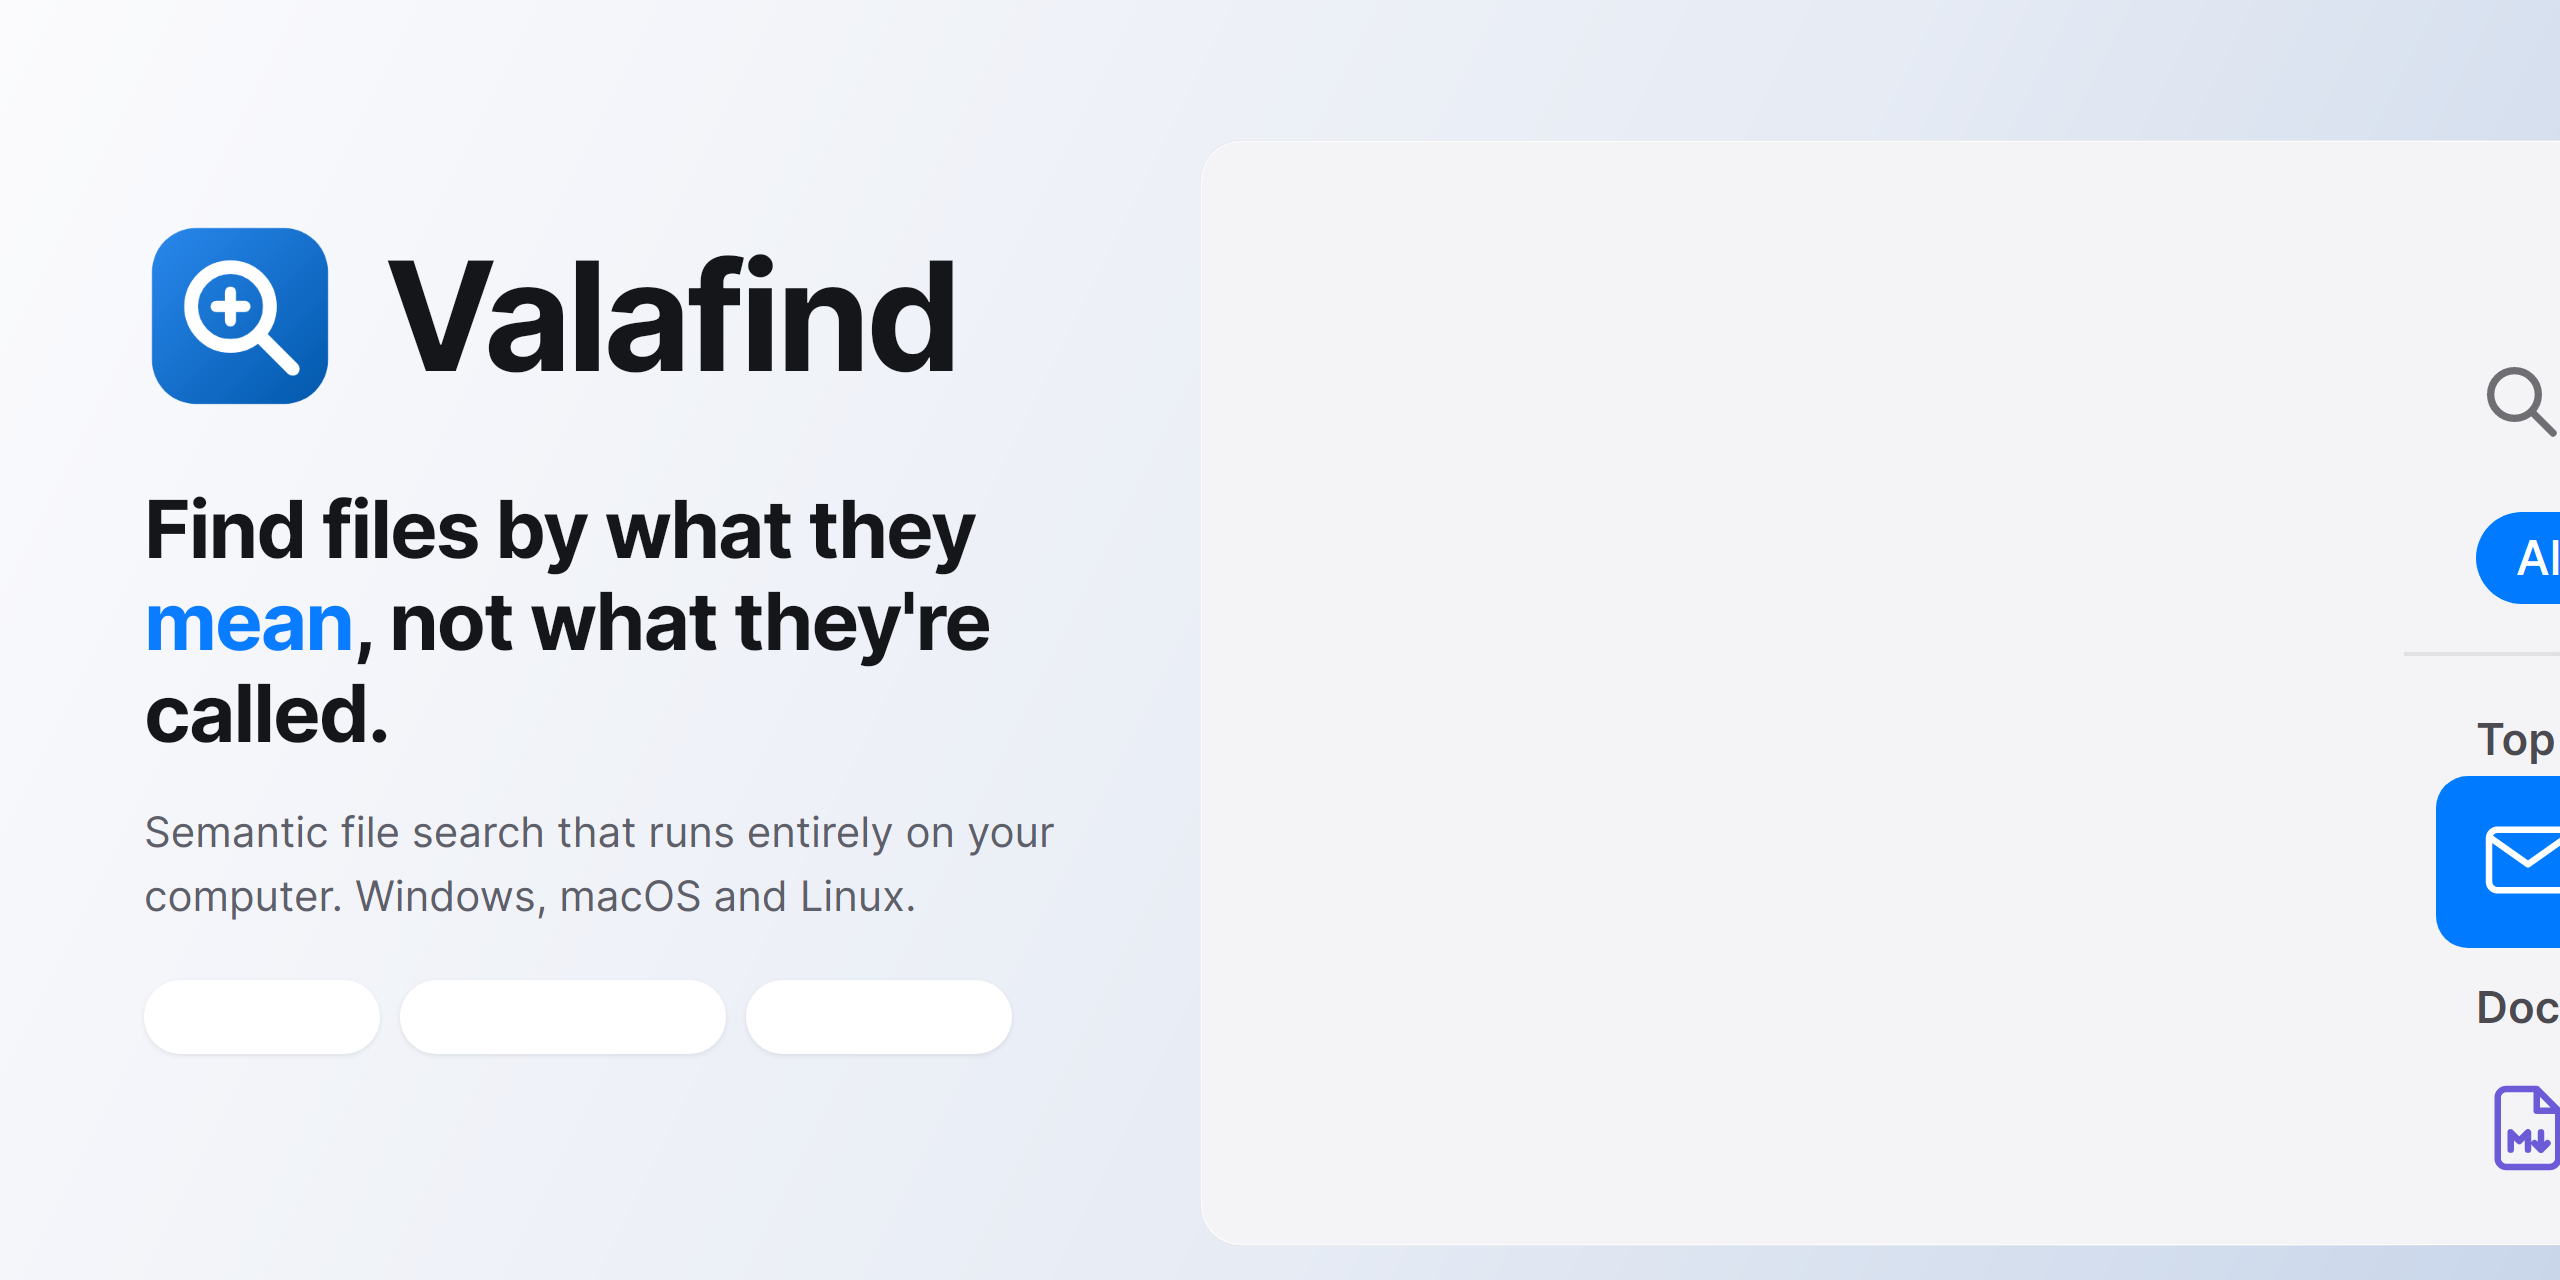 Valafind
Find files by what they
mean, not what they're
called.
Semantic file search that runs entirely on your
computer. Windows, macOS and Linux.
Top